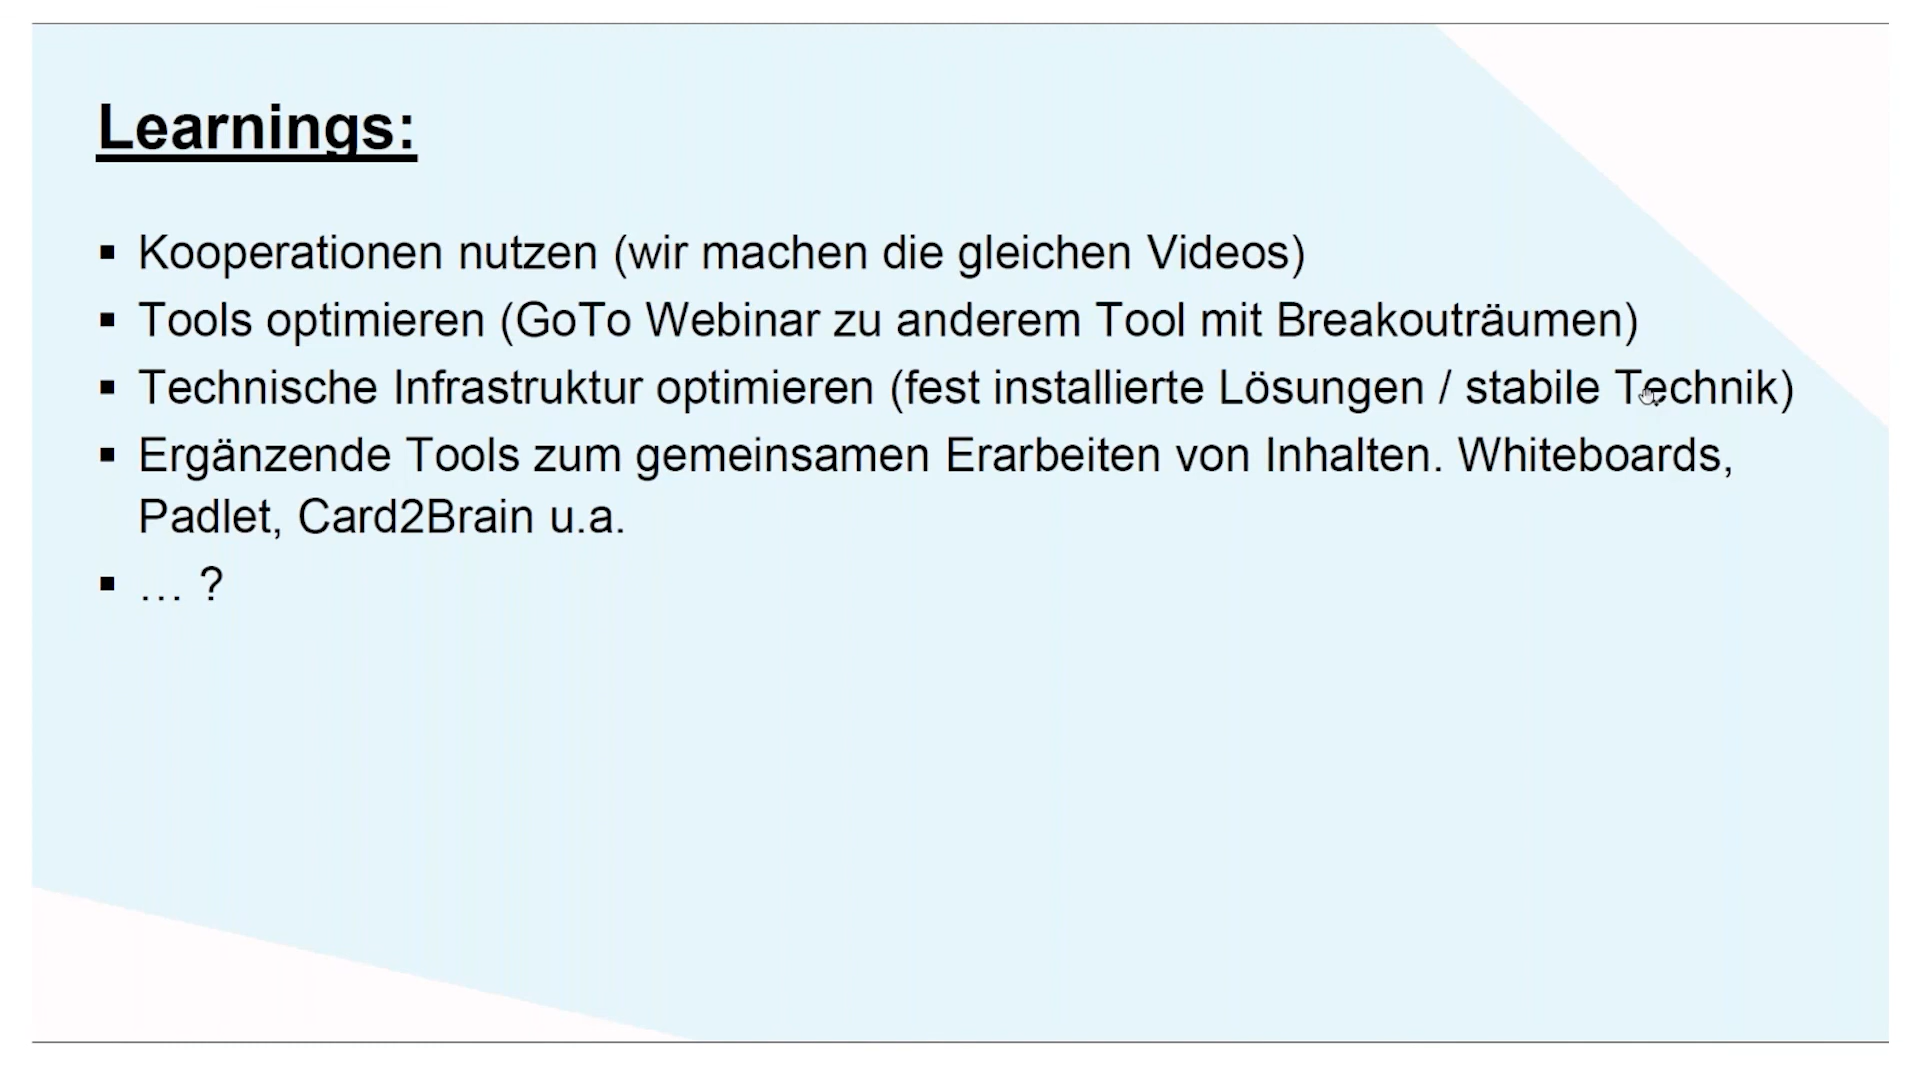 Learnings:
▪ Kooperationen nutzen (wir machen die gleichen Videos)
▪ Tools optimieren (GoTo Webinar zu anderem Tool mit Breakouträumen)
▪ Technische Infrastruktur optimieren (fest installierte Lösungen / stabile Technik)
▪ Ergänzende Tools zum gemeinsamen Erarbeiten von Inhalten. Whiteboards,
Padlet, Card2Brain u.a.
▪ … ?